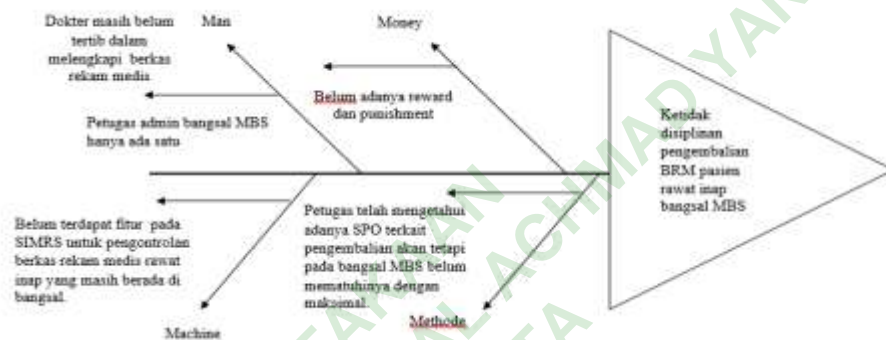 Dokter masih belum
tertib dalam
melengkapi berkas
rekam medis
Man
Money
Petugas admin bangsal MBS
hanya ada satu
Belum adanya reward
dan punishment
Ketidak
disiplinan
pengembalian
BRM pasien
rawat inap
bangsal MBS
Belum terdapat fitur pada
SIMRS untuk pengontrolan
berkas rekam medis rawat
inap yang masih berada di
bangsal.
Machine
Petugas telah mengetahui
adanya SPO terkait
pengembalian akan tetapi
pada bangsal MBS belum
mematuhinya dengan
maksimal.
Methode